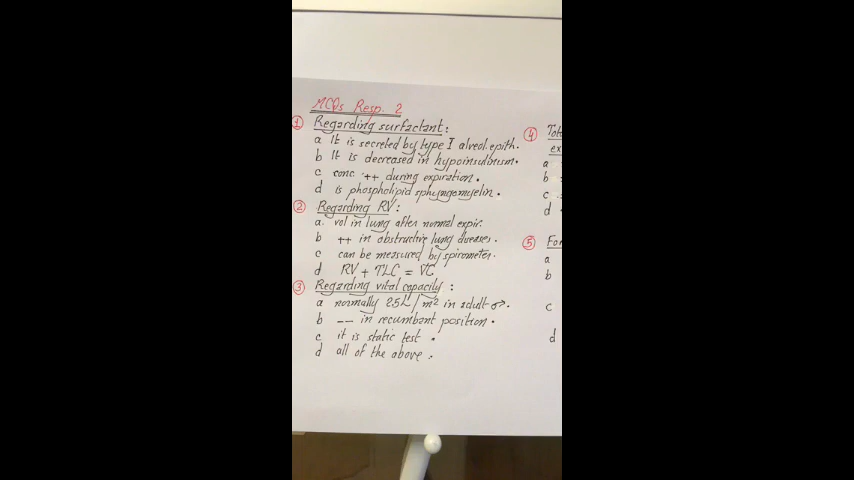 MCQs Resp. 2
① Regarding surfactant:
a It is secreted by type I alveol. epith.
b It is decreased in hypoinsulinism.
c conc. ++ during expiration.
d is phospholipid sphyngomyelin.
② Regarding RV:
a. vol in lung after normal expir.
b ++ in obstructive lung diseases.
c can be measured by spirometer.
d RV + TLC = VC
③ Regarding vital capacity:
a normally 2.5L/m² in adult ♂.
b -- in recumbant position.
c it is static test.
d all of the above.
④
a
b
c
d
⑤ For
a
b
c
d